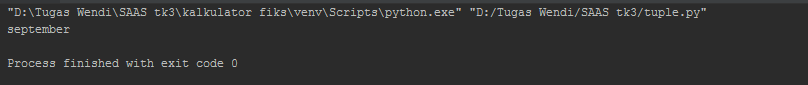 "D:\Tugas Wendi\SAAS tk3\kalkulator fiks\venv\Scripts\python.exe" "D:/Tugas Wendi/SAAS tk3/tuple.py"
september
Process finished with exit code 0